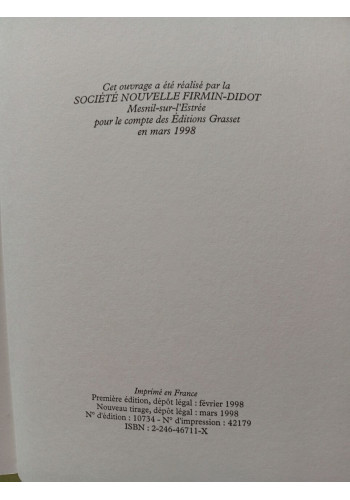 Cet ouvrage a été réalisé par la
SOCIÉTÉ NOUVELLE FIRMIN-DIDOT
Mesnil-sur-l'Estrée
pour le compte des Éditions Grasset
en mars 1998
Imprimé en France
Première édition, dépôt légal : février 1998
Nouveau tirage, dépôt légal : mars 1998
N° d'édition : 10734 - N° d'impression : 42179
ISBN : 2-246-46711-X